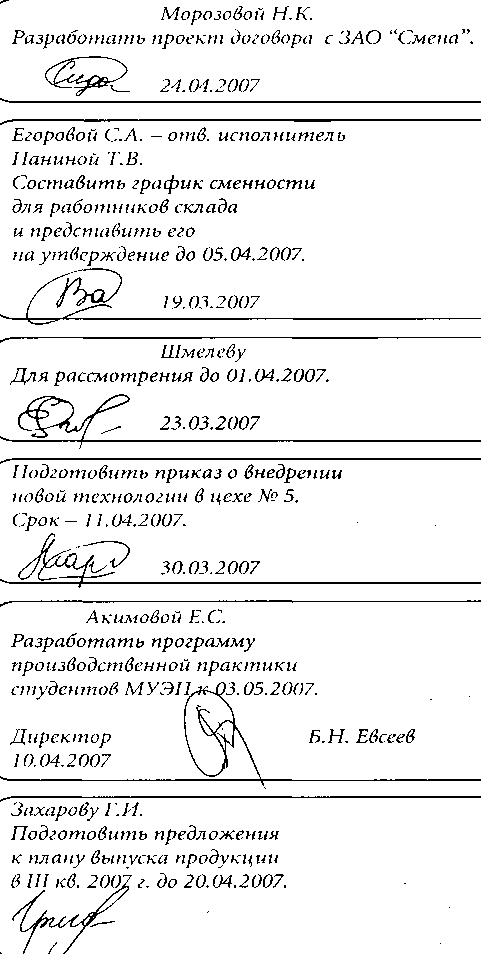 Морозовой Н.К.
Разработать проект договора с ЗАО “Смена”.
24.04.2007
Егоровой С.А. – отв. исполнитель
Паниной Т.В.
Составить график сменности
для работников склада
и представить его
на утверждение до 05.04.2007.
19.03.2007
Шмелеву
Для рассмотрения до 01.04.2007.
23.03.2007
Подготовить приказ о внедрении
новой технологии в цехе № 5.
Срок – 11.04.2007.
30.03.2007
Акимовой Е.С.
Разработать программу
производственной практики
студентов МУЭП к 03.05.2007.
Директор Б.Н. Евсеев
10.04.2007
Захарову Г.И.
Подготовить предложения
к плану выпуска продукции
в III кв. 2007 г. до 20.04.2007.